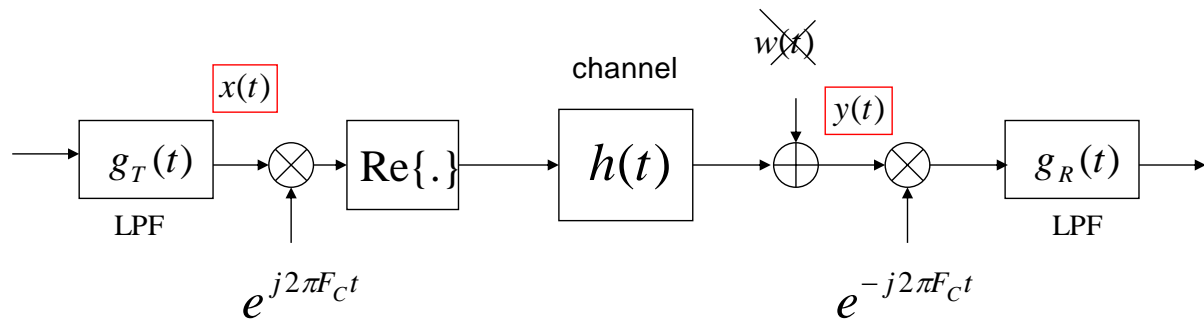 w(t)
channel
x(t)
y(t)
g_T(t)
Re{.}
h(t)
g_R(t)
LPF
LPF
e^{j2πF_C t}
e^{-j2πF_C t}